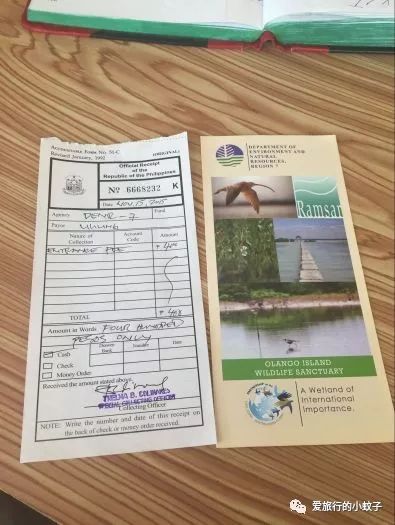 ACCOUNTABLE FORM NO. 51-C
Revised January, 1992
(ORIGINAL)
Official Receipt
of the
Republic of the Philippines
No 6668232 K
Date NOV. 15, 2015
Agency DENR-7
Fund
Payor
Nature of Collection
Account Code
Amount
ENTRANCE FEE
TOTAL
Amount in Words FOUR HUNDRED
PESOS ONLY
Cash
Check
Money Order
Drawee Bank
Number
Date
Received the amount stated above.
THELMA B.
SPECIAL COLLECTING OFFICER
Collecting Officer
NOTE: Write the number and date of this receipt on
the back of check or money order received.
DEPARTMENT OF
ENVIRONMENT AND
NATURAL
RESOURCES,
REGION 7
Ramsar
OLANGO ISLAND
WILDLIFE SANCTUARY
A Wetland of
International
Importance.
爱旅行的小蚊子